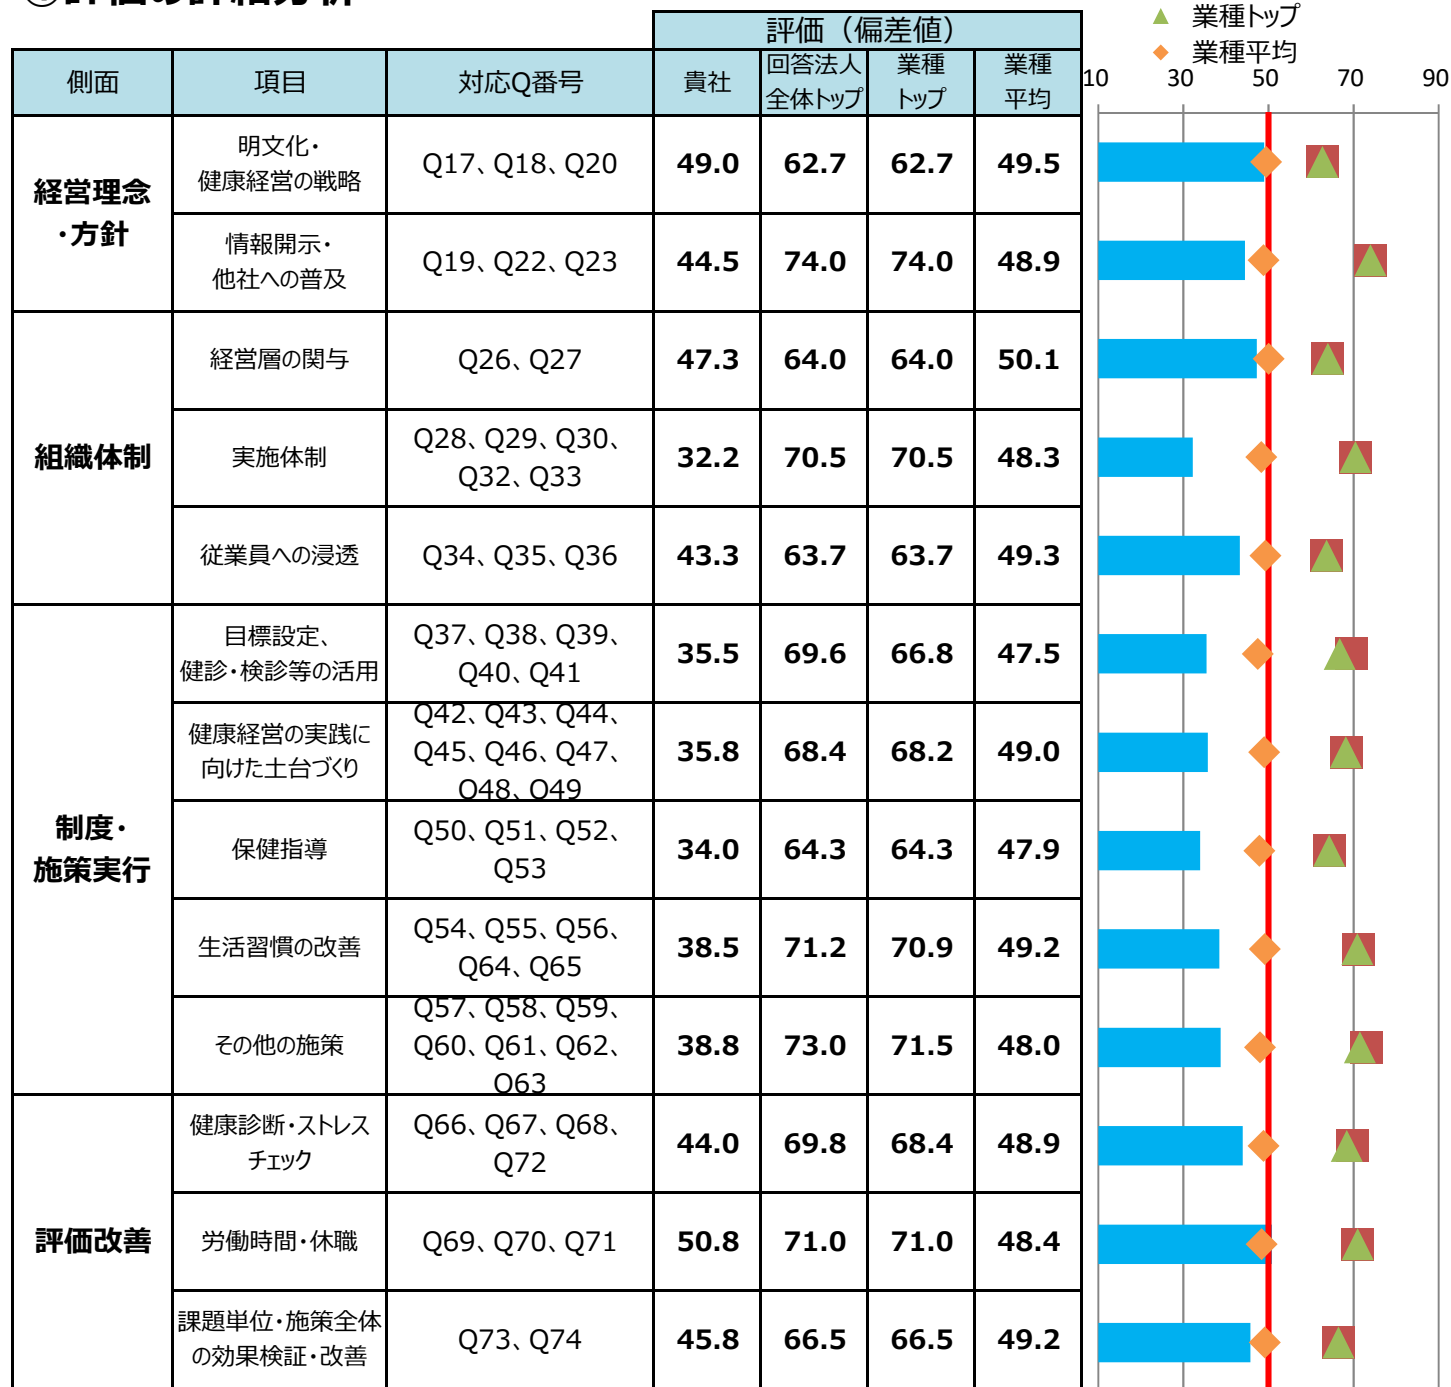 ▲ 業種トップ
◆ 業種平均
評価（偏差値）
側面 項目 対応Q番号 貴社 回答法人 業種 業種
全体トップ トップ 平均
10 30 50 70 90
経営理念
・方針
明文化・
健康経営の戦略
Q17、Q18、Q20 49.0 62.7 62.7 49.5
情報開示・
他社への普及
Q19、Q22、Q23 44.5 74.0 74.0 48.9
組織体制
経営層の関与 Q26、Q27 47.3 64.0 64.0 50.1
実施体制
Q28、Q29、Q30、
Q32、Q33
32.2 70.5 70.5 48.3
従業員への浸透 Q34、Q35、Q36 43.3 63.7 63.7 49.3
制度・
施策実行
目標設定、
健診・検診等の活用
Q37、Q38、Q39、
Q40、Q41
35.5 69.6 66.8 47.5
健康経営の実践に
向けた土台づくり
Q42、Q43、Q44、
Q45、Q46、Q47、
Q48、Q49
35.8 68.4 68.2 49.0
保健指導
Q50、Q51、Q52、
Q53
34.0 64.3 64.3 47.9
生活習慣の改善
Q54、Q55、Q56、
Q64、Q65
38.5 71.2 70.9 49.2
その他の施策
Q57、Q58、Q59、
Q60、Q61、Q62、
Q63
38.8 73.0 71.5 48.0
評価改善
健康診断・ストレス
チェック
Q66、Q67、Q68、
Q72
44.0 69.8 68.4 48.9
労働時間・休職 Q69、Q70、Q71 50.8 71.0 71.0 48.4
課題単位・施策全体
の効果検証・改善
Q73、Q74 45.8 66.5 66.5 49.2